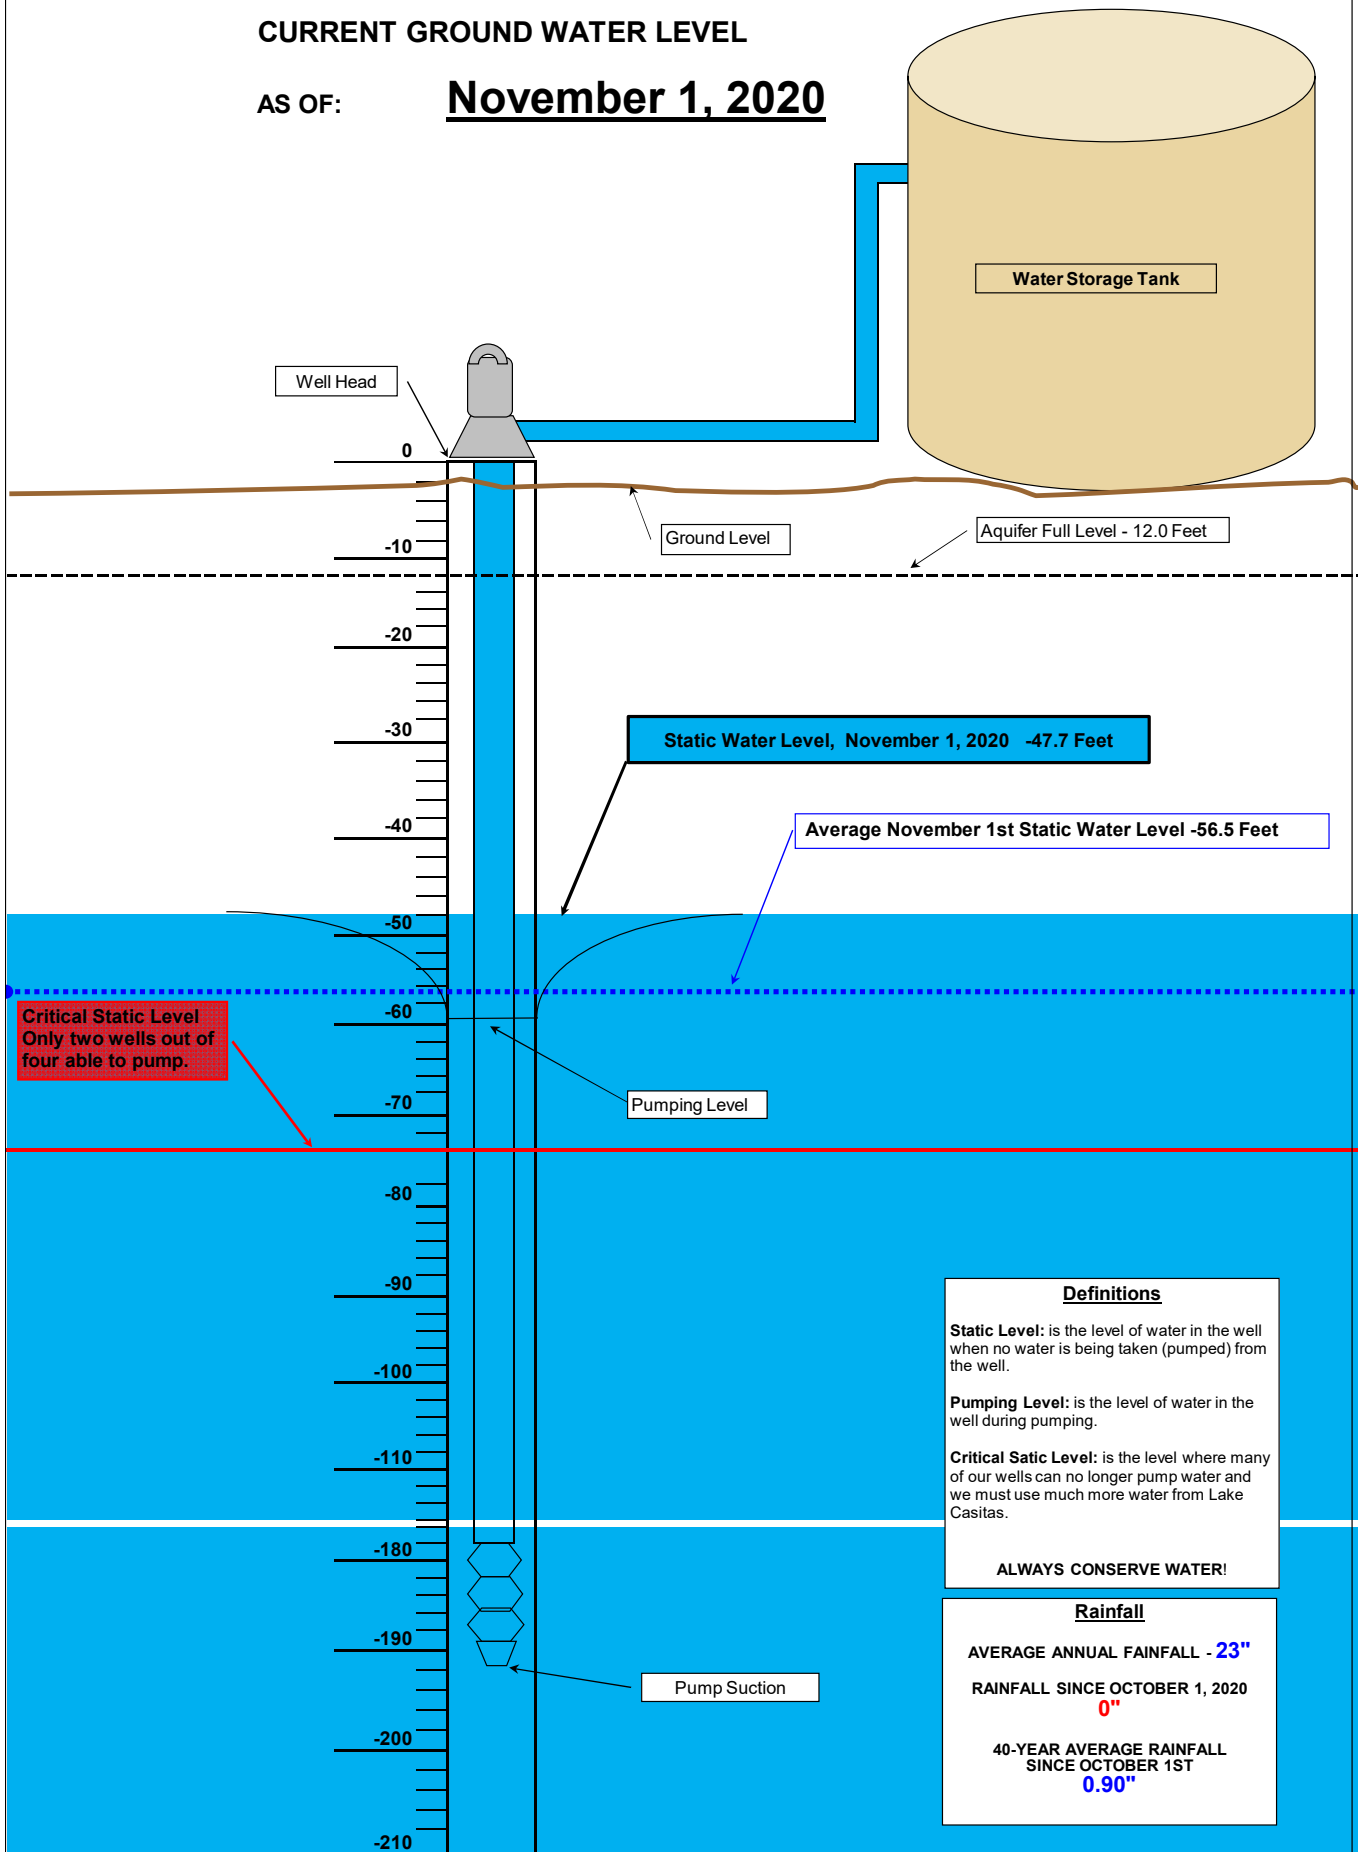 CURRENT GROUND WATER LEVEL
AS OF: November 1, 2020
Water Storage Tank
Well Head
0
Ground Level
Aquifer Full Level - 12.0 Feet
-10
-20
-30
Static Water Level, November 1, 2020 -47.7 Feet
-40
Average November 1st Static Water Level -56.5 Feet
-50
Critical Static Level
Only two wells out of
four able to pump.
-60
-70
Pumping Level
-80
-90
-100
-110
Definitions
Static Level: is the level of water in the well
when no water is being taken (pumped) from
the well.
Pumping Level: is the level of water in the
well during pumping.
Critical Satic Level: is the level where many
of our wells can no longer pump water and
we must use much more water from Lake
Casitas.
ALWAYS CONSERVE WATER!
-180
-190
Pump Suction
-200
-210
Rainfall
AVERAGE ANNUAL FAINFALL - 23"
RAINFALL SINCE OCTOBER 1, 2020
0"
40-YEAR AVERAGE RAINFALL
SINCE OCTOBER 1ST
0.90"